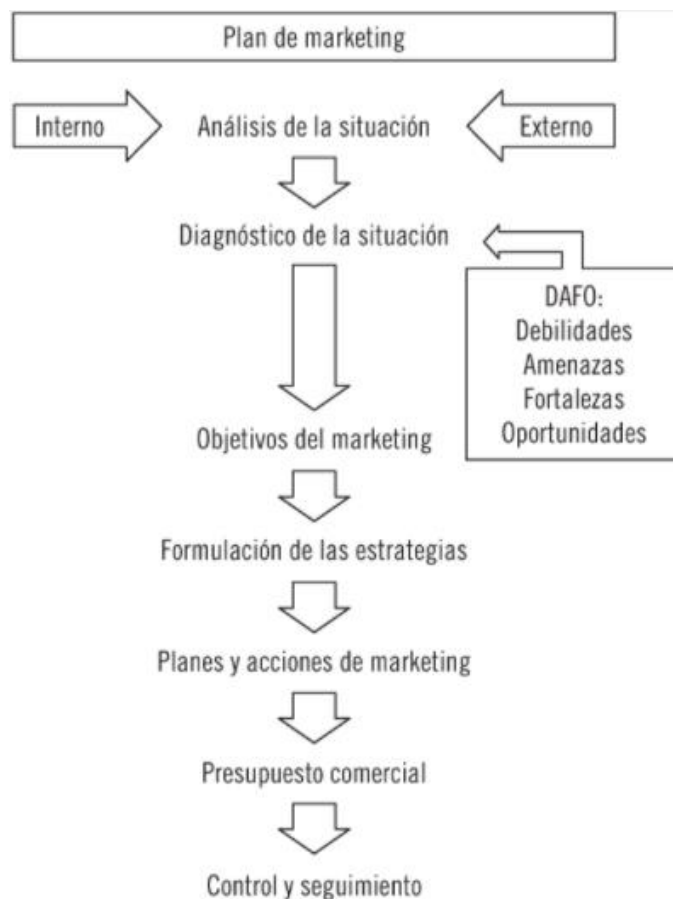 Plan de marketing
Interno
Análisis de la situación
Externo
Diagnóstico de la situación
DAFO:
Debilidades
Amenazas
Fortalezas
Oportunidades
Objetivos del marketing
Formulación de las estrategias
Planes y acciones de marketing
Presupuesto comercial
Control y seguimiento